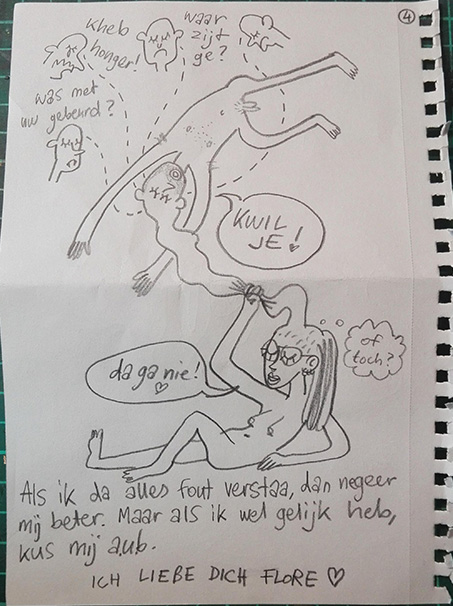 4
kheb
honger!
waar
zijt
ge?
was met
uw gebeurd?
KWIL
JE!
of
toch?
da ga nie!
Als ik da alles fout verstaa, dan negeer
mij beter. Maar als ik wel gelijk heb,
kus mij aub.
ICH LIEBE DICH FLORE